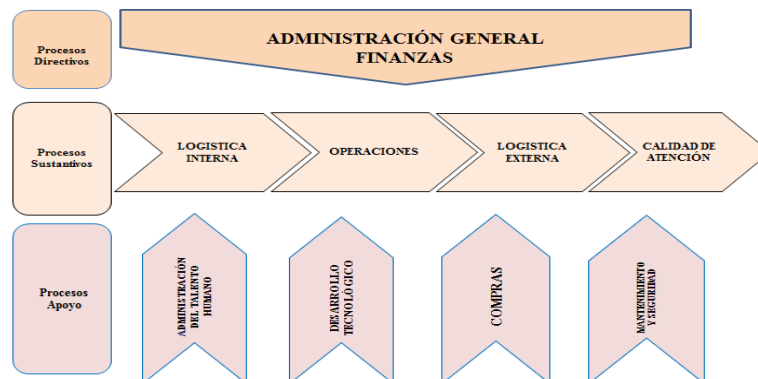 Procesos
Directivos
ADMINISTRACIÓN GENERAL
FINANZAS
Procesos
Sustantivos
LOGISTICA
INTERNA
OPERACIONES
LOGISTICA
EXTERNA
CALIDAD DE
ATENCIÓN
Procesos
Apoyo
ADMINISTRACIÓN
DEL TALENTO
HUMANO
DESARROLLO
TECNOLÓGICO
COMPRAS
MANTENIMIENTO
Y SEGURIDAD